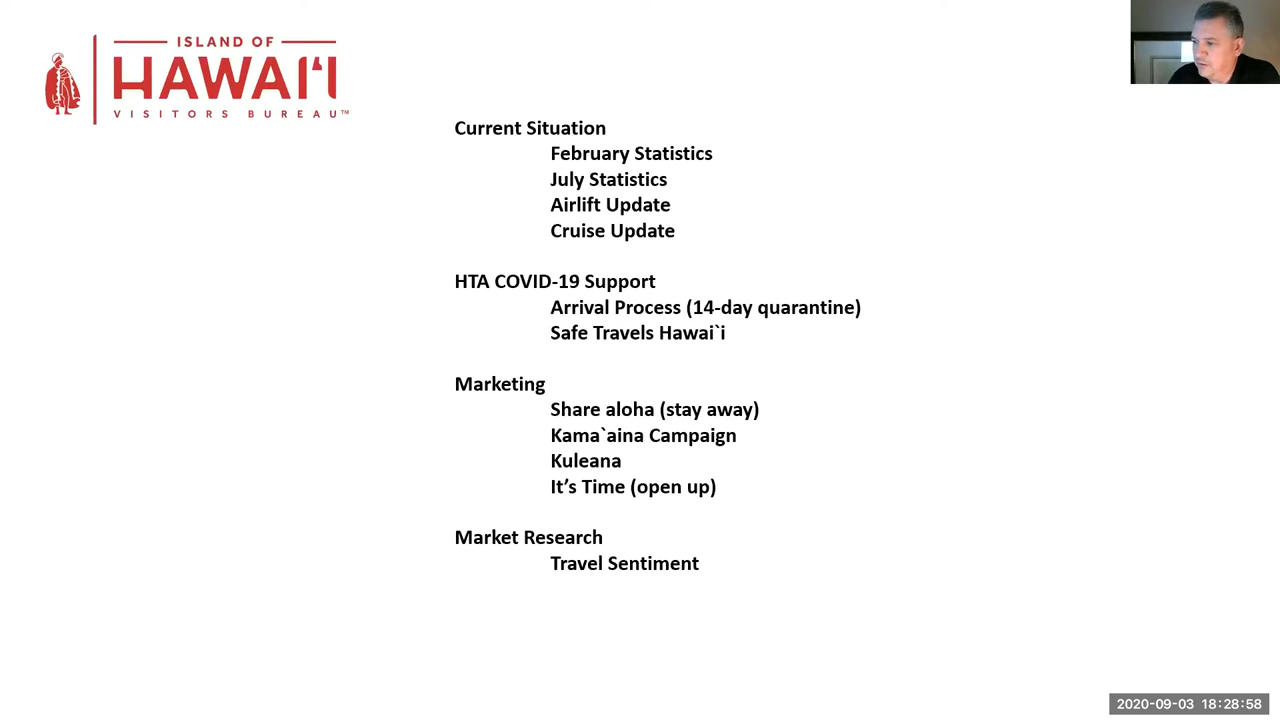 ISLAND OF
HAWAI‘I
VISITORS BUREAU™
Current Situation
February Statistics
July Statistics
Airlift Update
Cruise Update
HTA COVID-19 Support
Arrival Process (14-day quarantine)
Safe Travels Hawai`i
Marketing
Share aloha (stay away)
Kama`aina Campaign
Kuleana
It’s Time (open up)
Market Research
Travel Sentiment
2020-09-03 18:28:58